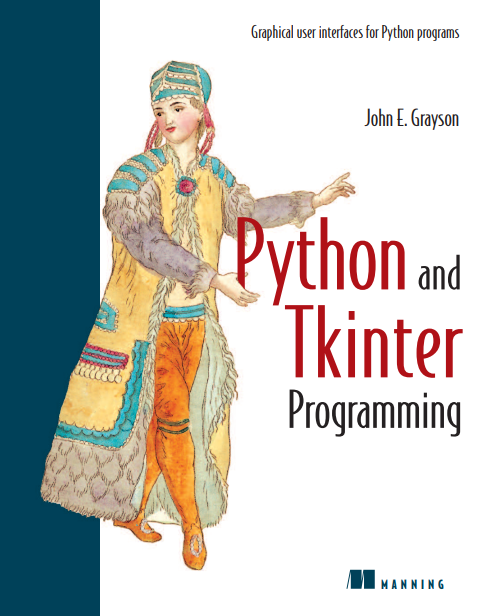 Graphical user interfaces for Python programs
John E. Grayson
Python and
Tkinter
Programming
MANNING